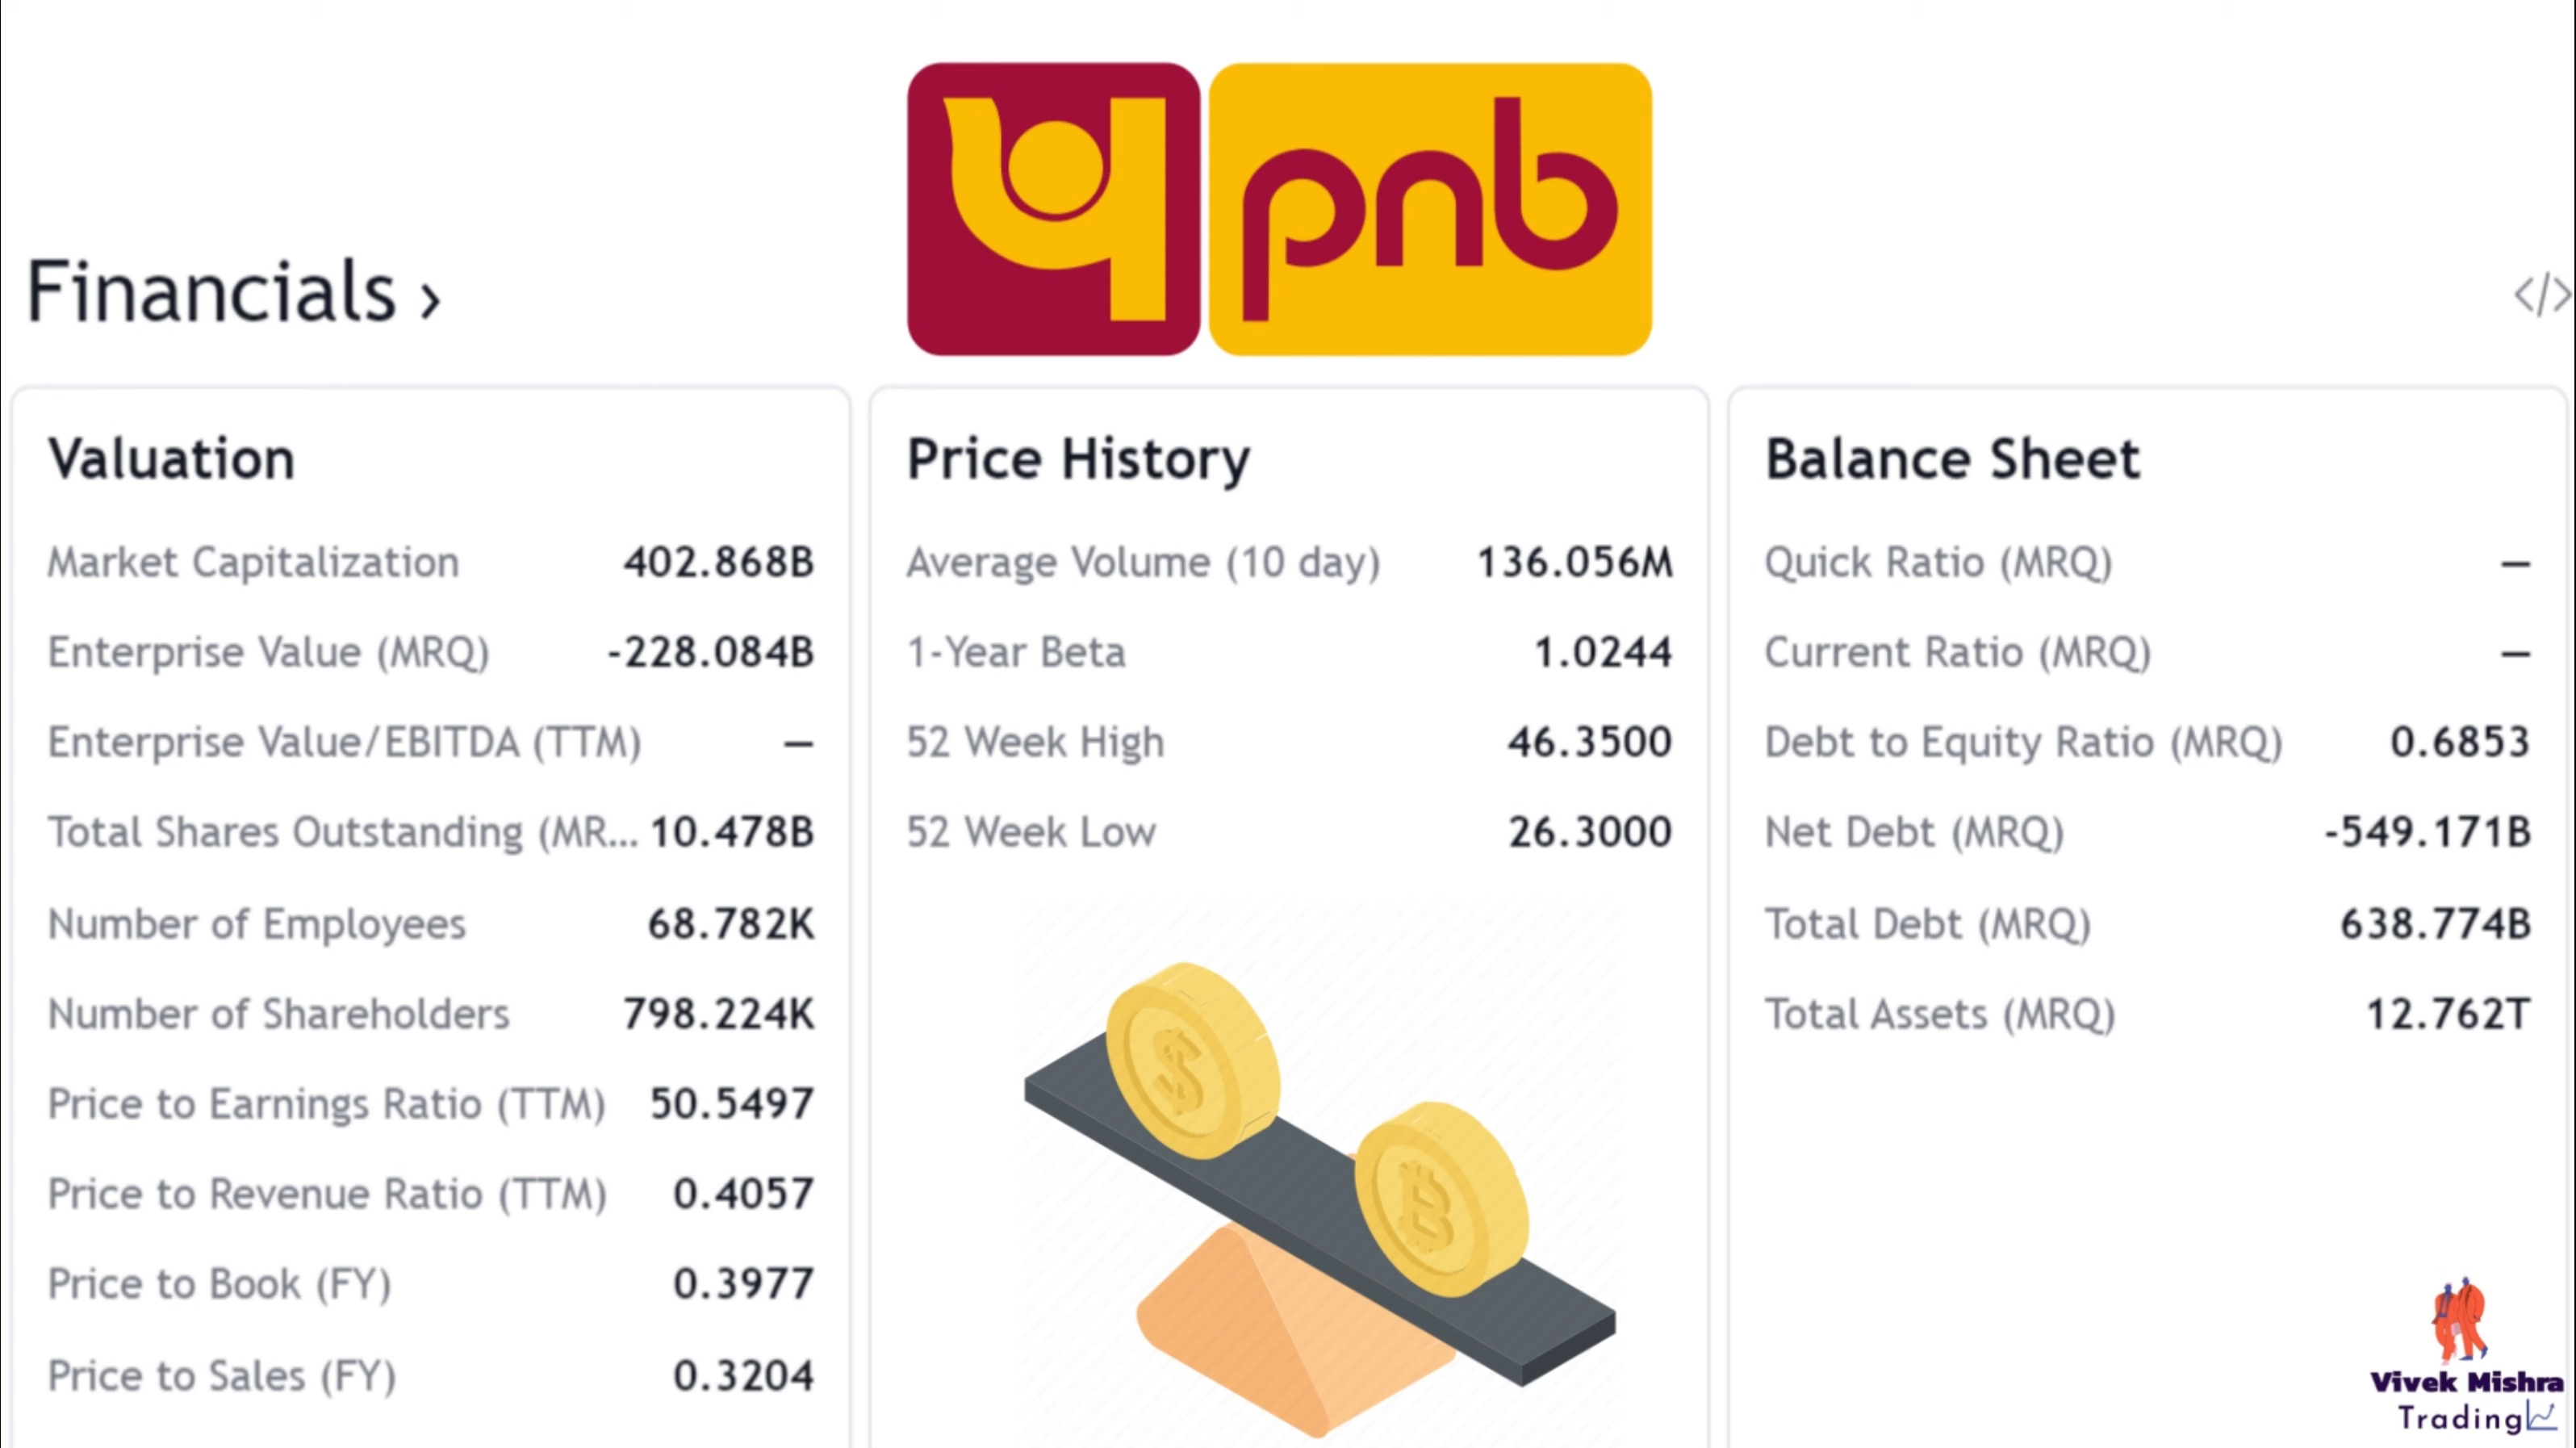 pnb
Financials ›
</>
Valuation
Market Capitalization 402.868B
Enterprise Value (MRQ) -228.084B
Enterprise Value/EBITDA (TTM) —
Total Shares Outstanding (MR... 10.478B
Number of Employees 68.782K
Number of Shareholders 798.224K
Price to Earnings Ratio (TTM) 50.5497
Price to Revenue Ratio (TTM) 0.4057
Price to Book (FY) 0.3977
Price to Sales (FY) 0.3204
Price History
Average Volume (10 day) 136.056M
1-Year Beta 1.0244
52 Week High 46.3500
52 Week Low 26.3000
$
₿
Balance Sheet
Quick Ratio (MRQ) —
Current Ratio (MRQ) —
Debt to Equity Ratio (MRQ) 0.6853
Net Debt (MRQ) -549.171B
Total Debt (MRQ) 638.774B
Total Assets (MRQ) 12.762T
Vivek Mishra
Trading